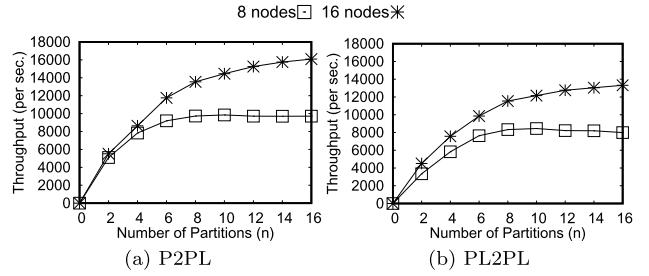 8 nodes 16 nodes
18000
16000
14000
12000
10000
8000
6000
4000
2000
0
Throughput (per sec.)
0 2 4 6 8 10 12 14 16
Number of Partitions (n)
(a) P2PL
18000
16000
14000
12000
10000
8000
6000
4000
2000
0
Throughput (per sec.)
0 2 4 6 8 10 12 14 16
Number of Partitions (n)
(b) PL2PL